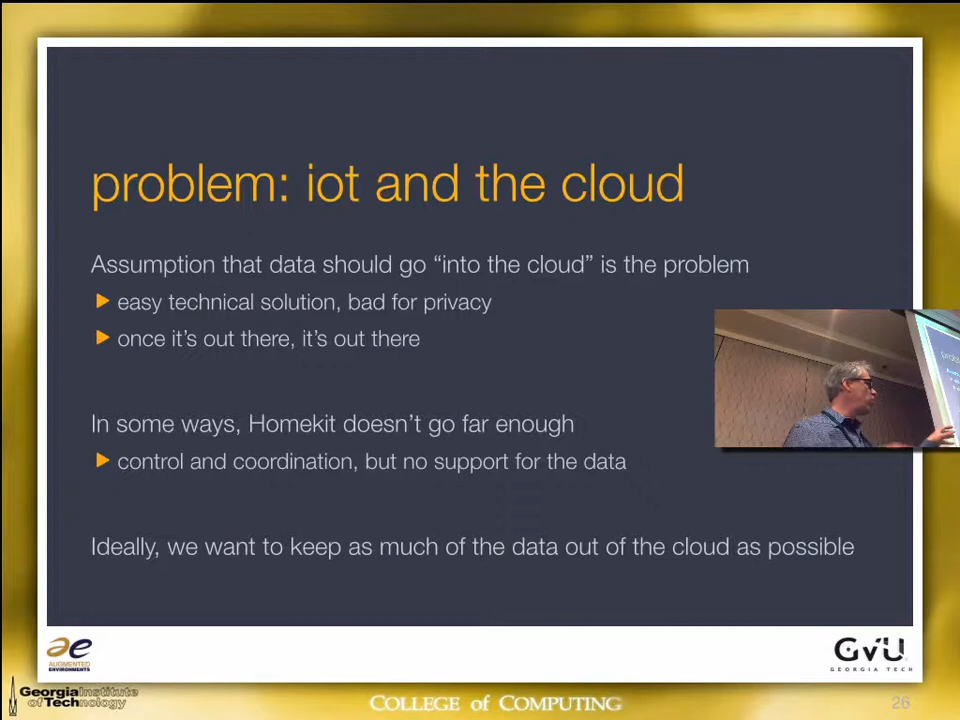 problem: iot and the cloud
Assumption that data should go “into the cloud” is the problem
easy technical solution, bad for privacy
once it’s out there, it’s out there
In some ways, Homekit doesn’t go far enough
control and coordination, but no support for the data
Ideally, we want to keep as much of the data out of the cloud as possible
ae
AUGMENTED
ENVIRONMENTS
GVU
GEORGIA TECH
Georgia Institute
of Technology
COLLEGE of COMPUTING
26